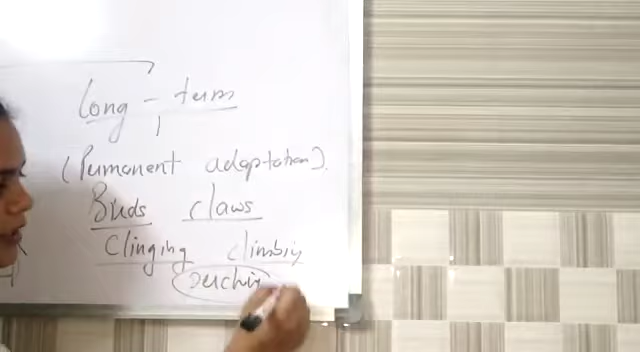 Long - term
(Permanent adaptation).
Birds claws
Clinging climbing
perching